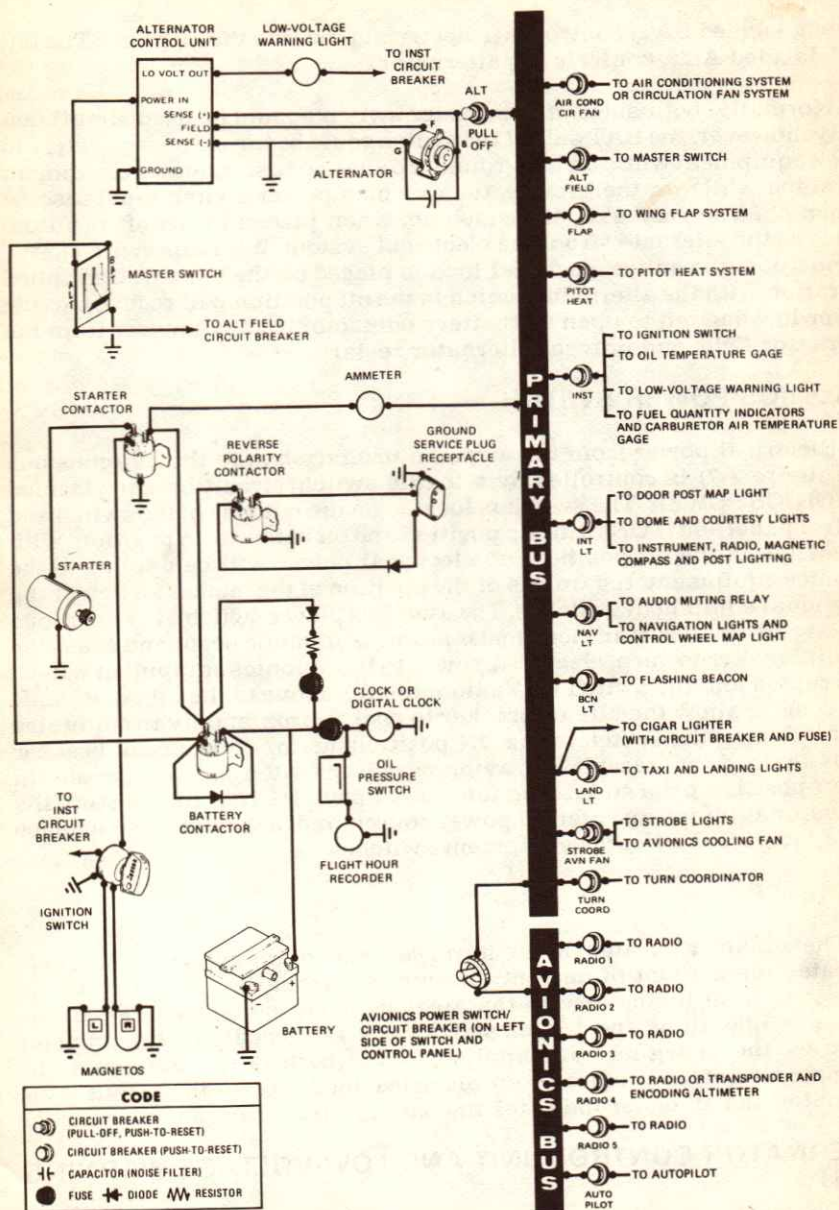 ALTERNATOR
CONTROL UNIT
LOW-VOLTAGE
WARNING LIGHT
TO INST
CIRCUIT
BREAKER
LO VOLT OUT
POWER IN
SENSE (+)
FIELD
SENSE (-)
GROUND
F
G
B
ALTERNATOR
ALT
PULL
OFF
BAT
ALT
MASTER SWITCH
TO ALT FIELD
CIRCUIT BREAKER
AMMETER
STARTER
CONTACTOR
REVERSE
POLARITY
CONTACTOR
GROUND
SERVICE PLUG
RECEPTACLE
STARTER
CLOCK OR
DIGITAL CLOCK
OIL
PRESSURE
SWITCH
BATTERY
CONTACTOR
TO
INST
CIRCUIT
BREAKER
FLIGHT HOUR
RECORDER
IGNITION
SWITCH
L
R
MAGNETOS
BATTERY
AVIONICS POWER SWITCH/
CIRCUIT BREAKER (ON LEFT
SIDE OF SWITCH AND
CONTROL PANEL)
PRIMARY BUS
AIR COND
CIR FAN
TO AIR CONDITIONING SYSTEM
OR CIRCULATION FAN SYSTEM
ALT
FIELD
TO MASTER SWITCH
FLAP
TO WING FLAP SYSTEM
PITOT
HEAT
TO PITOT HEAT SYSTEM
INST
TO IGNITION SWITCH
TO OIL TEMPERATURE GAGE
TO LOW-VOLTAGE WARNING LIGHT
TO FUEL QUANTITY INDICATORS
AND CARBURETOR AIR TEMPERATURE
GAGE
INT
LT
TO DOOR POST MAP LIGHT
TO DOME AND COURTESY LIGHTS
TO INSTRUMENT, RADIO, MAGNETIC
COMPASS AND POST LIGHTING
NAV
LT
TO AUDIO MUTING RELAY
TO NAVIGATION LIGHTS AND
CONTROL WHEEL MAP LIGHT
BCN
LT
TO FLASHING BEACON
TO CIGAR LIGHTER
(WITH CIRCUIT BREAKER AND FUSE)
LAND
LT
TO TAXI AND LANDING LIGHTS
STROBE
AVN FAN
TO STROBE LIGHTS
TO AVIONICS COOLING FAN
TURN
COORD
TO TURN COORDINATOR
AVIONICS BUS
RADIO 1
TO RADIO
RADIO 2
TO RADIO
RADIO 3
TO RADIO
RADIO 4
TO RADIO OR TRANSPONDER AND
ENCODING ALTIMETER
RADIO 5
TO RADIO
AUTO
PILOT
TO AUTOPILOT
CODE
CIRCUIT BREAKER
(PULL-OFF, PUSH-TO-RESET)
CIRCUIT BREAKER (PUSH-TO-RESET)
CAPACITOR (NOISE FILTER)
FUSE DIODE RESISTOR